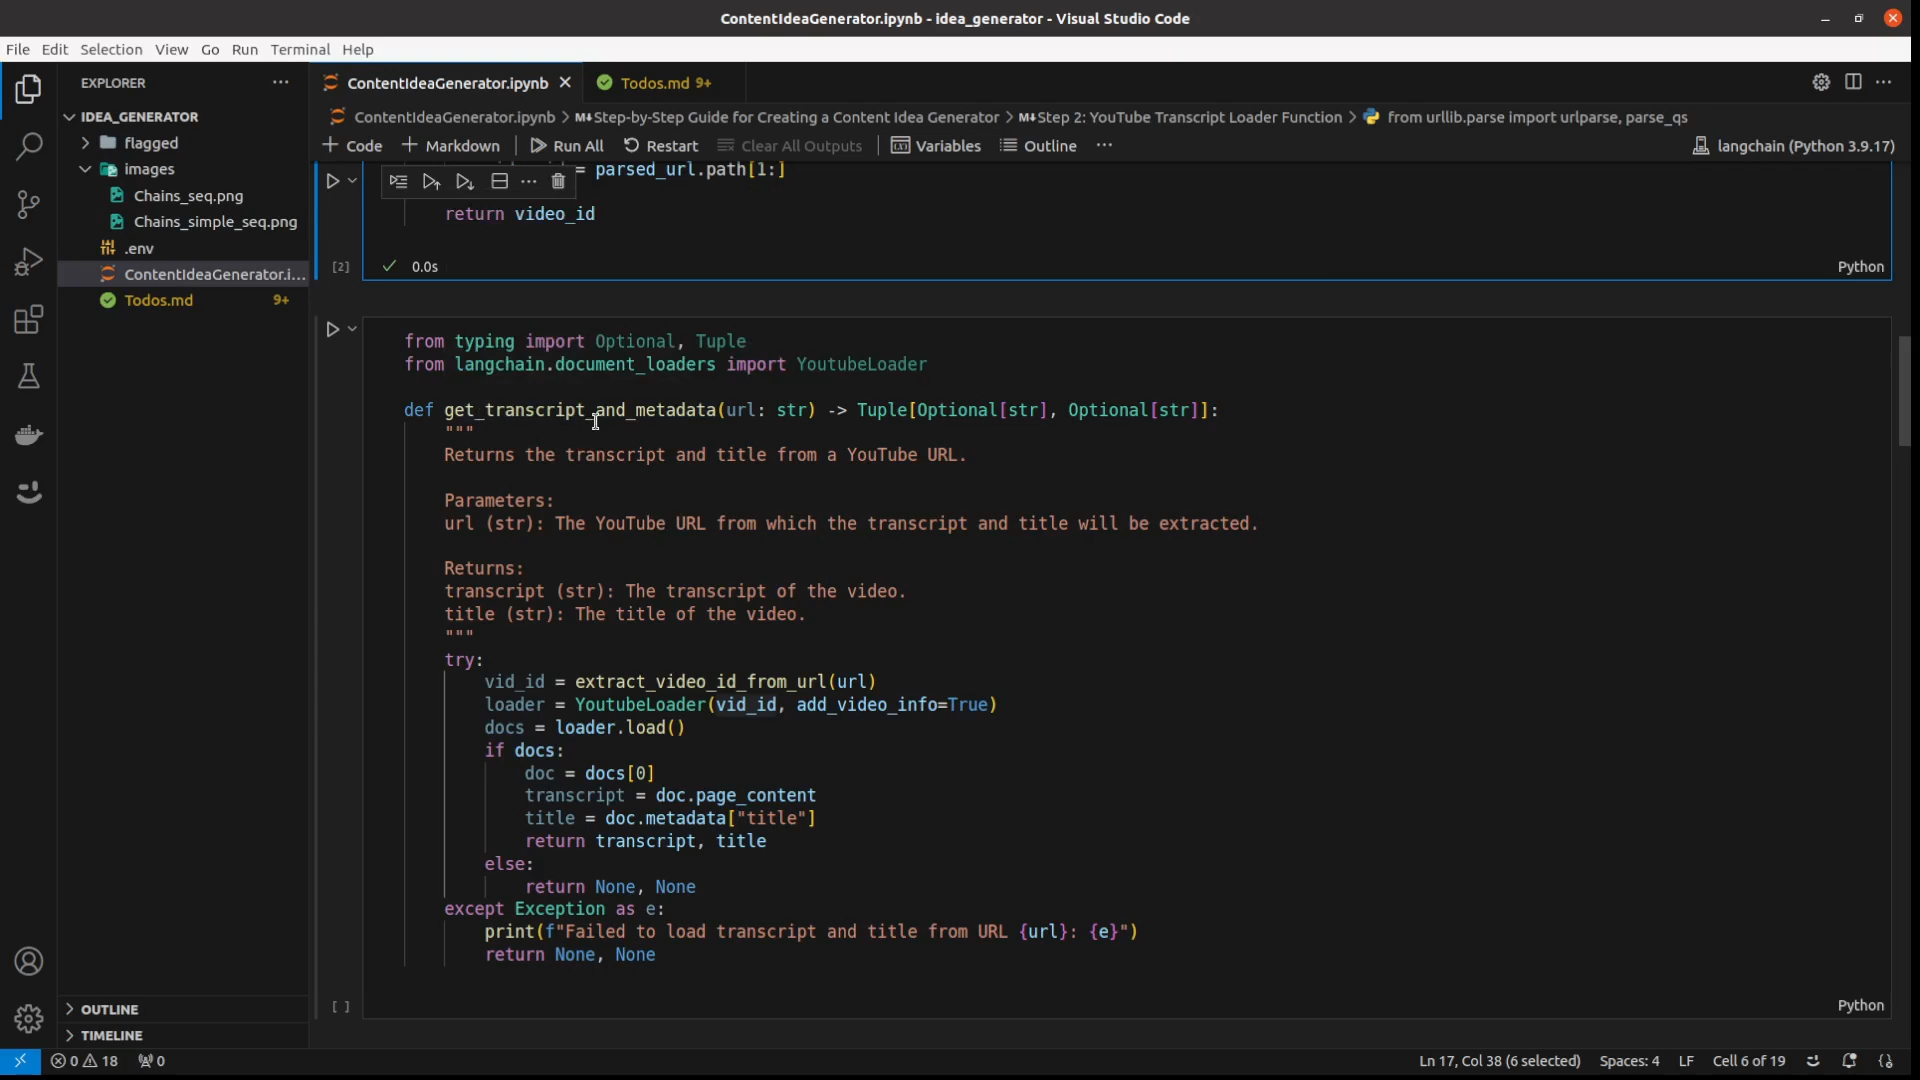 ContentIdeaGenerator.ipynb - idea_generator - Visual Studio Code
File Edit Selection View Go Run Terminal Help
EXPLORER
ContentIdeaGenerator.ipynb
Todos.md 9+
IDEA_GENERATOR
ContentIdeaGenerator.ipynb > M↓Step-by-Step Guide for Creating a Content Idea Generator > M↓Step 2: YouTube Transcript Loader Function > from urllib.parse import urlparse, parse_qs
flagged
+ Code + Markdown Run All Restart Clear All Outputs Variables Outline ... langchain (Python 3.9.17)
images
Chains_seq.png
Chains_simple_seq.png
.env
ContentIdeaGenerator.i...
Todos.md 9+
= parsed_url.path[1:]
return video_id
[2] 0.0s Python
from typing import Optional, Tuple
from langchain.document_loaders import YoutubeLoader
def get_transcript_and_metadata(url: str) -> Tuple[Optional[str], Optional[str]]:
"""
Returns the transcript and title from a YouTube URL.
Parameters:
url (str): The YouTube URL from which the transcript and title will be extracted.
Returns:
transcript (str): The transcript of the video.
title (str): The title of the video.
"""
try:
vid_id = extract_video_id_from_url(url)
loader = YoutubeLoader(vid_id, add_video_info=True)
docs = loader.load()
if docs:
doc = docs[0]
transcript = doc.page_content
title = doc.metadata["title"]
return transcript, title
else:
return None, None
except Exception as e:
print(f"Failed to load transcript and title from URL {url}: {e}")
return None, None
[ ] Python
OUTLINE
TIMELINE
0 18 0 Ln 17, Col 38 (6 selected) Spaces: 4 LF Cell 6 of 19